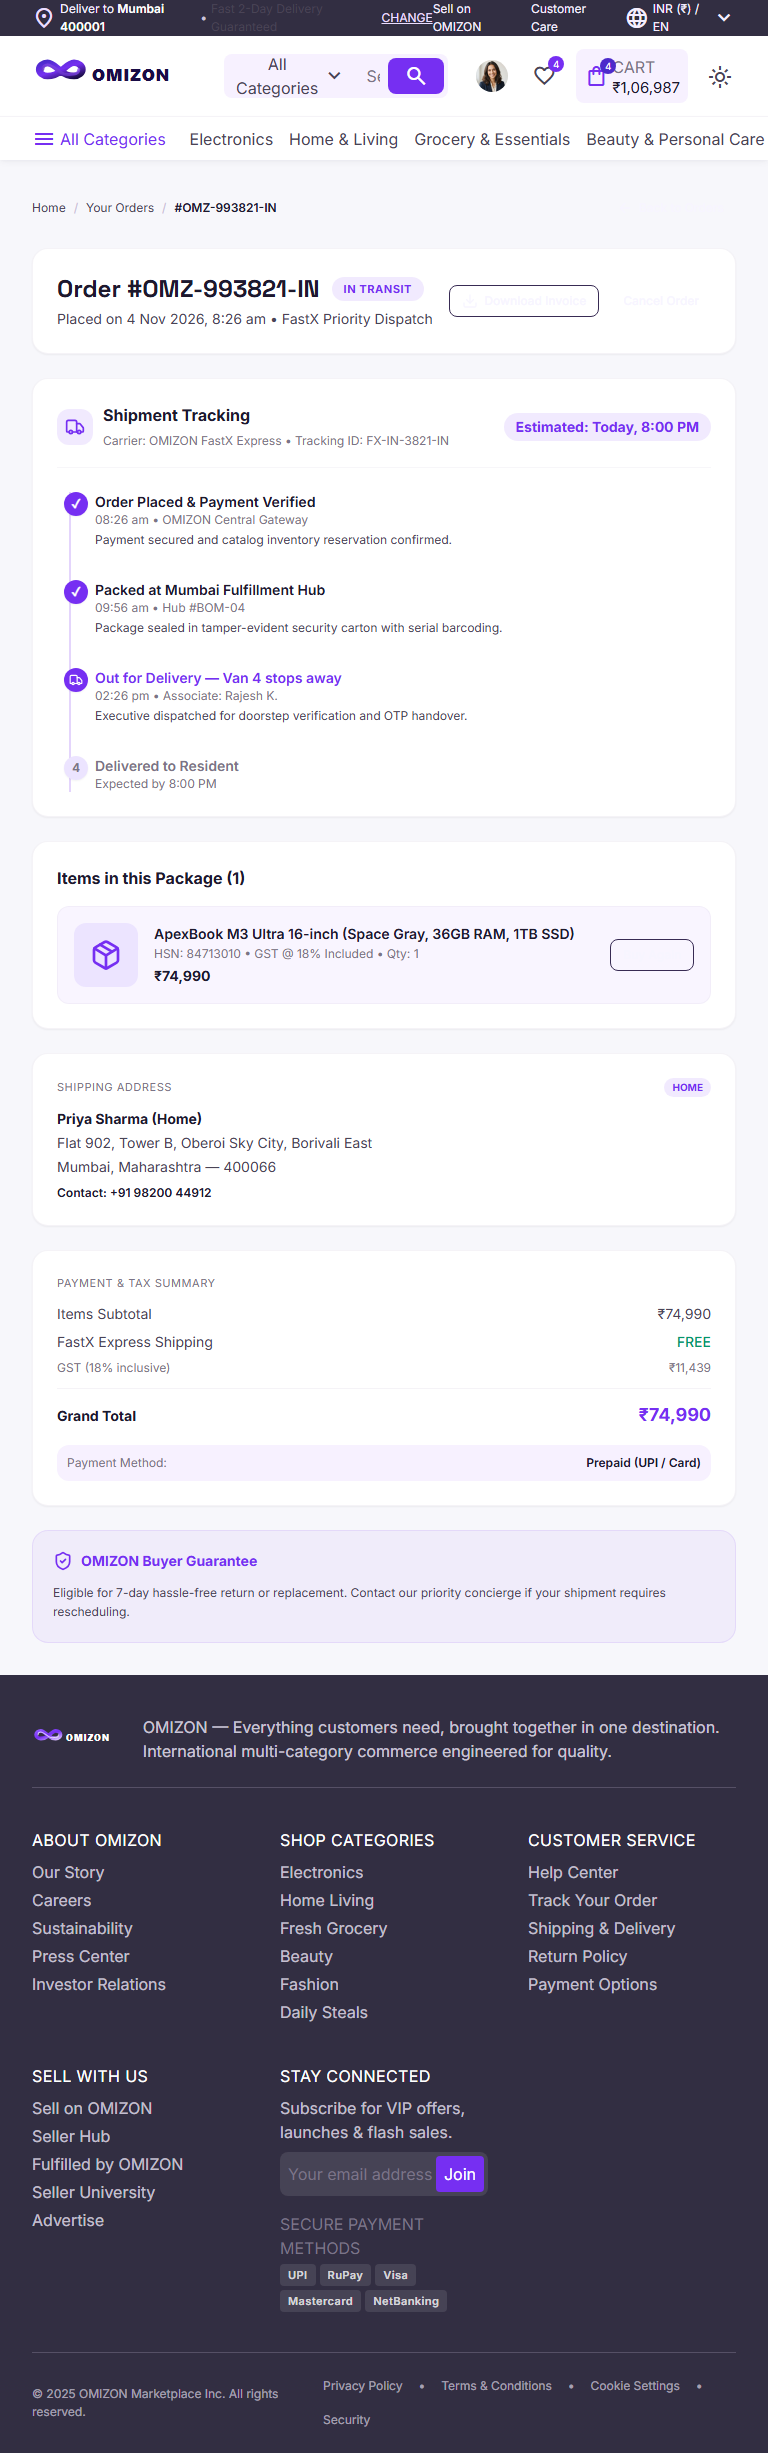 Deliver to Mumbai 400001
• Fast 2-Day Delivery Guaranteed
CHANGE
Sell on OMIZON
Customer Care
INR (₹) / EN
OMIZON
All Categories
4
4
CART
₹1,06,987
All Categories
Electronics
Home & Living
Grocery & Essentials
Beauty & Personal Care
Home / Your Orders / #OMZ-993821-IN
Order #OMZ-993821-IN
IN TRANSIT
Placed on 4 Nov 2026, 8:26 am • FastX Priority Dispatch
Download Invoice
Cancel Order
Shipment Tracking
Carrier: OMIZON FastX Express • Tracking ID: FX-IN-3821-IN
Estimated: Today, 8:00 PM
Order Placed & Payment Verified
08:26 am • OMIZON Central Gateway
Payment secured and catalog inventory reservation confirmed.
Packed at Mumbai Fulfillment Hub
09:56 am • Hub #BOM-04
Package sealed in tamper-evident security carton with serial barcoding.
Out for Delivery — Van 4 stops away
02:26 pm • Associate: Rajesh K.
Executive dispatched for doorstep verification and OTP handover.
4
Delivered to Resident
Expected by 8:00 PM
Items in this Package (1)
ApexBook M3 Ultra 16-inch (Space Gray, 36GB RAM, 1TB SSD)
HSN: 84713010 • GST @ 18% Included • Qty: 1
₹74,990
SHIPPING ADDRESS
HOME
Priya Sharma (Home)
Flat 902, Tower B, Oberoi Sky City, Borivali East
Mumbai, Maharashtra — 400066
Contact: +91 98200 44912
PAYMENT & TAX SUMMARY
Items Subtotal ₹74,990
FastX Express Shipping FREE
GST (18% inclusive) ₹11,439
Grand Total ₹74,990
Payment Method: Prepaid (UPI / Card)
OMIZON Buyer Guarantee
Eligible for 7-day hassle-free return or replacement. Contact our priority concierge if your shipment requires
rescheduling.
OMIZON
OMIZON — Everything customers need, brought together in one destination.
International multi-category commerce engineered for quality.
ABOUT OMIZON
Our Story
Careers
Sustainability
Press Center
Investor Relations
SHOP CATEGORIES
Electronics
Home Living
Fresh Grocery
Beauty
Fashion
Daily Steals
CUSTOMER SERVICE
Help Center
Track Your Order
Shipping & Delivery
Return Policy
Payment Options
SELL WITH US
Sell on OMIZON
Seller Hub
Fulfilled by OMIZON
Seller University
Advertise
STAY CONNECTED
Subscribe for VIP offers,
launches & flash sales.
Your email address
Join
SECURE PAYMENT
METHODS
UPI RuPay Visa
Mastercard NetBanking
© 2025 OMIZON Marketplace Inc. All rights
reserved.
Privacy Policy • Terms & Conditions • Cookie Settings •
Security